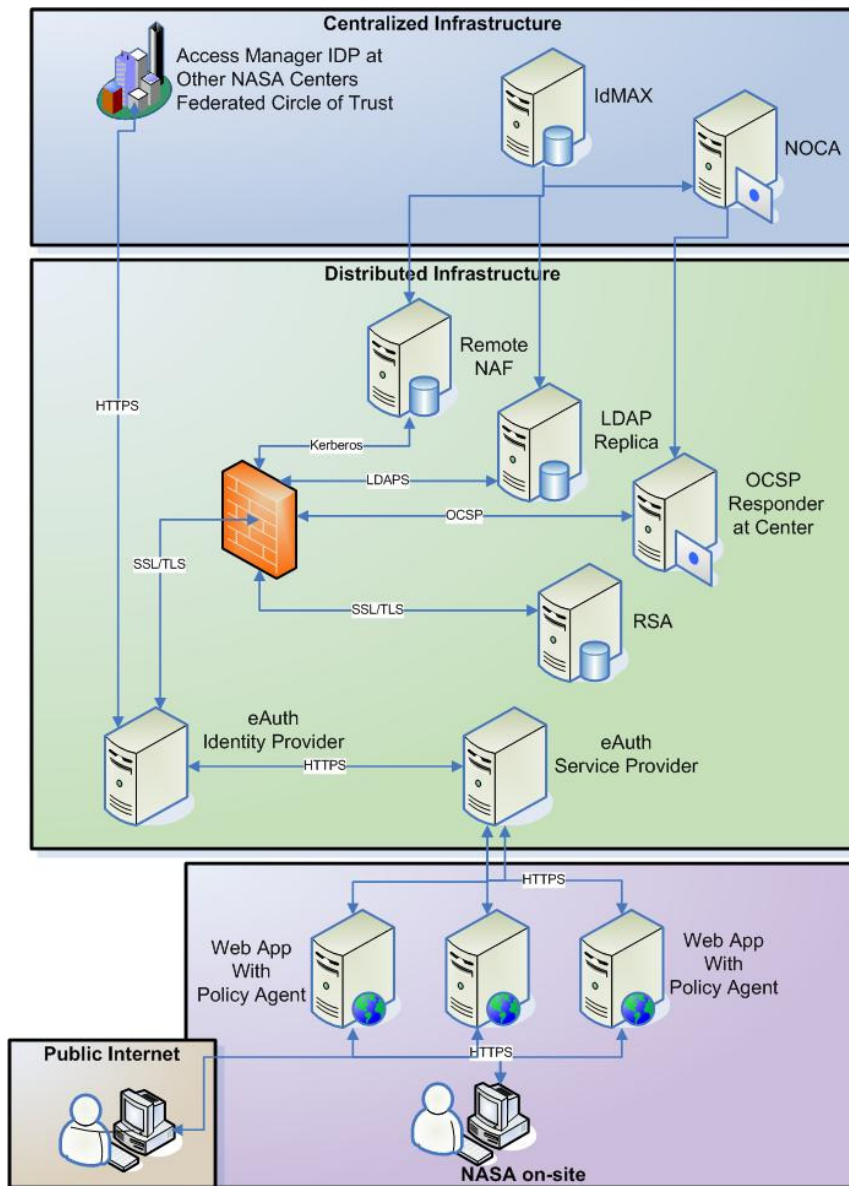 Centralized Infrastructure
Access Manager IDP at
Other NASA Centers
Federated Circle of Trust
IdMAX
NOCA
Distributed Infrastructure
Remote
NAF
HTTPS
LDAP
Replica
Kerberos
LDAPS
OCSP
Responder
at Center
OCSP
SSL/TLS
SSL/TLS
RSA
eAuth
Identity Provider
eAuth
Service Provider
HTTPS
HTTPS
Web App
With
Policy Agent
Web App
With
Policy Agent
Public Internet
HTTPS
NASA on-site